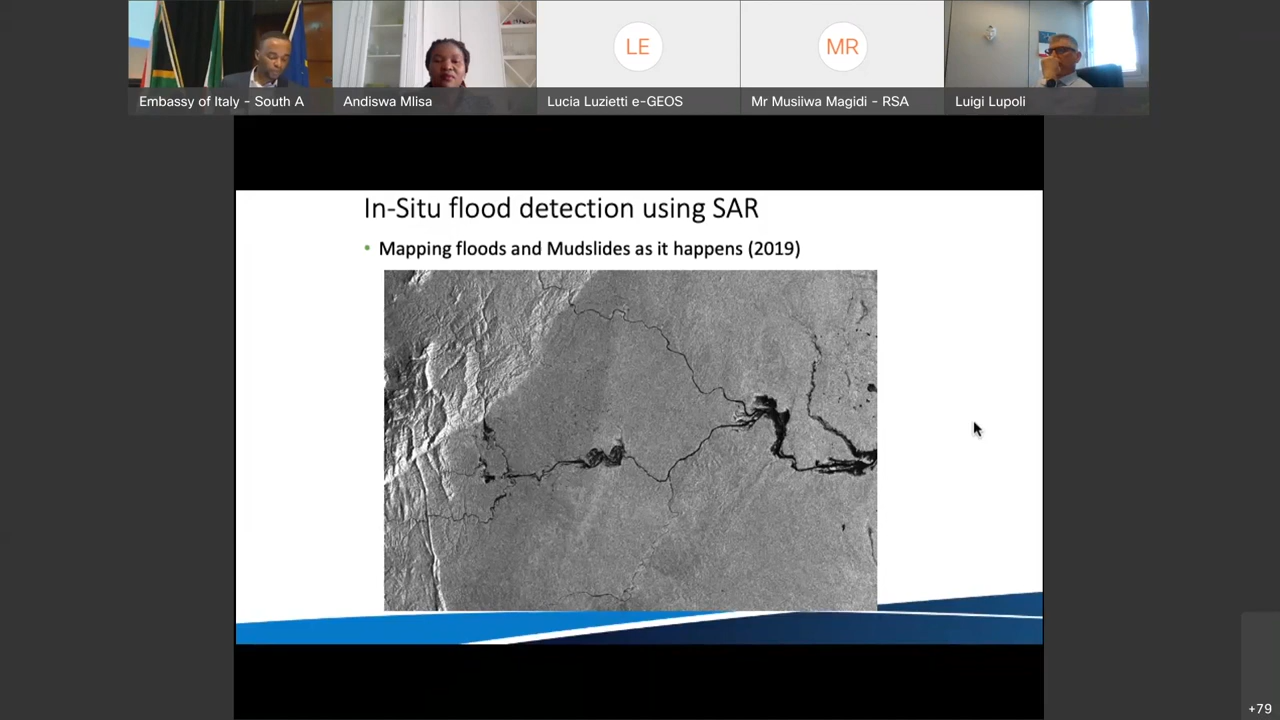 Embassy of Italy - South A
Andiswa Mlisa
LE
Lucia Luzietti e-GEOS
MR
Mr Musiiwa Magidi - RSA
Luigi Lupoli
In-Situ flood detection using SAR
• Mapping floods and Mudslides as it happens (2019)
+79